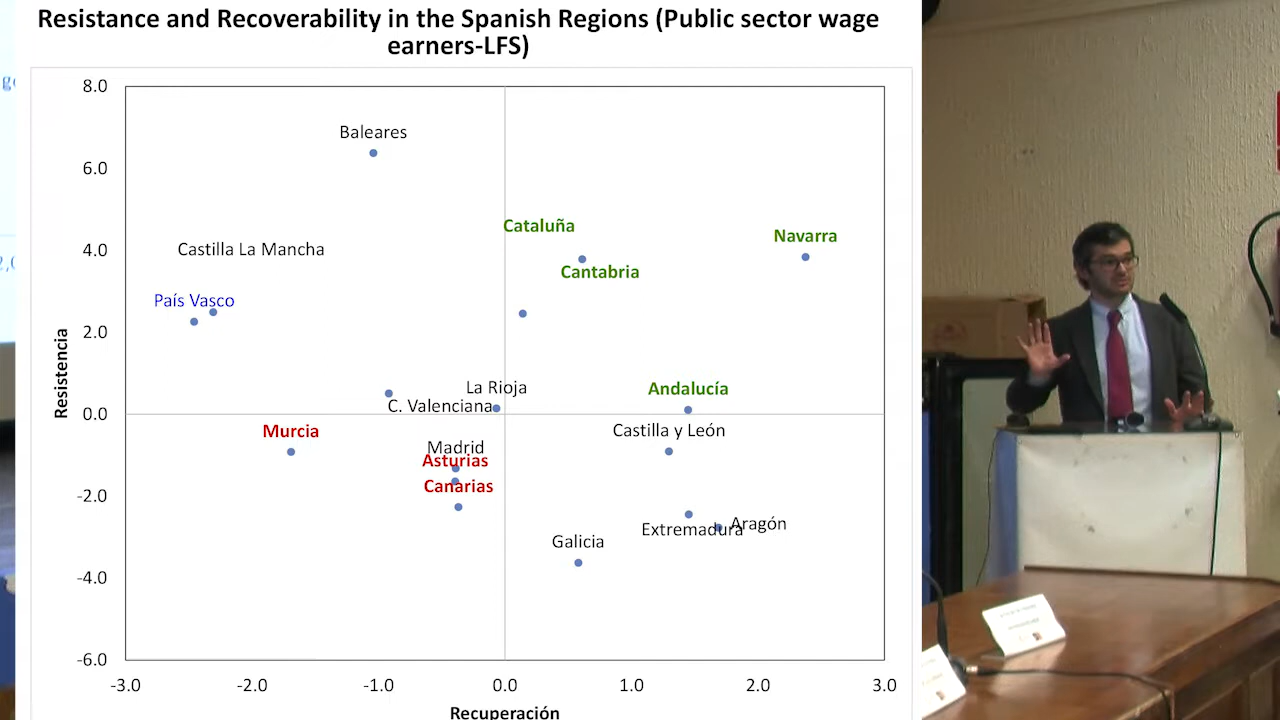 Resistance and Recoverability in the Spanish Regions (Public sector wage
earners-LFS)
8.0
6.0
4.0
2.0
0.0
-2.0
-4.0
-6.0
Resistencia
Baleares
Cataluña
Navarra
Castilla La Mancha
Cantabria
País Vasco
La Rioja
Andalucía
C. Valenciana
Murcia
Castilla y León
Madrid
Asturias
Canarias
Aragón
Extremadura
Galicia
-3.0 -2.0 -1.0 0.0 1.0 2.0 3.0
Recuperación